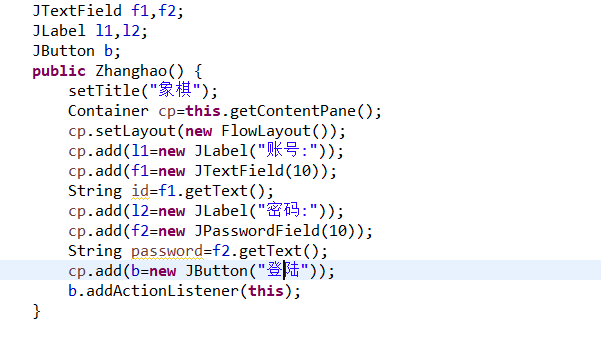 JTextField f1,f2;
JLabel l1,l2;
JButton b;
public Zhanghao() {
setTitle("象棋");
Container cp=this.getContentPane();
cp.setLayout(new FlowLayout());
cp.add(l1=new JLabel("账号:"));
cp.add(f1=new JTextField(10));
String id=f1.getText();
cp.add(l2=new JLabel("密码:"));
cp.add(f2=new JPasswordField(10));
String password=f2.getText();
cp.add(b=new JButton("登陆"));
b.addActionListener(this);
}